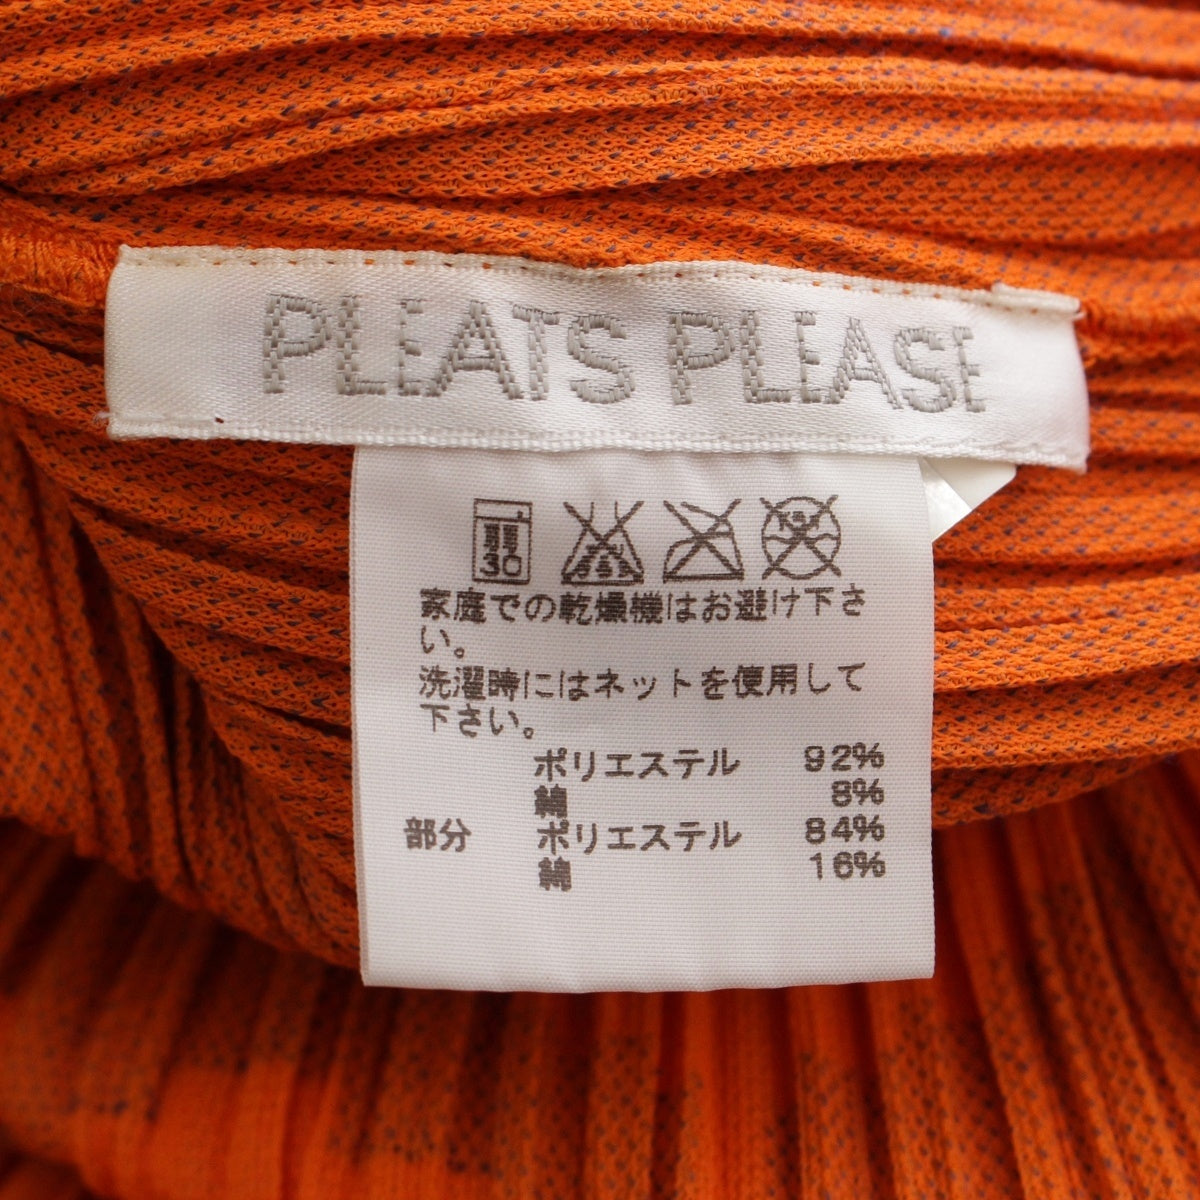 PLEATS PLEASE
弱
30
家庭での乾燥機はお避け下さ
い。
洗濯時にはネットを使用して
下さい。
ポリエステル 92%
綿 8%
部分 ポリエステル 84%
綿 16%